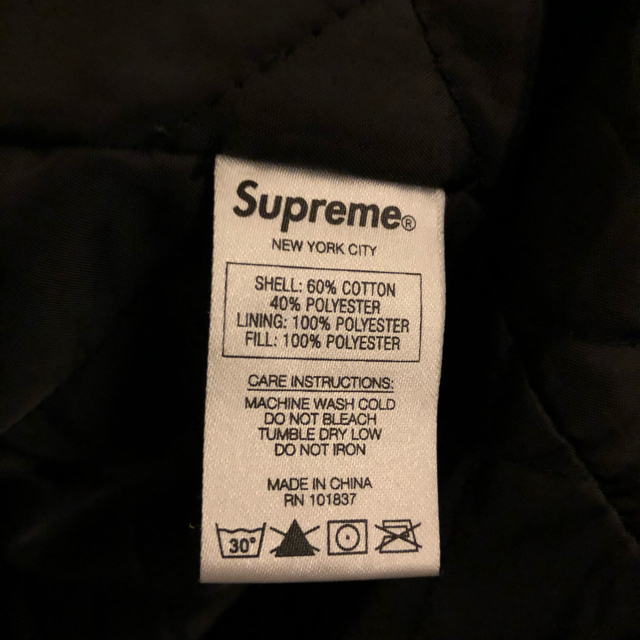 Supreme®
NEW YORK CITY
SHELL: 60% COTTON
40% POLYESTER
LINING: 100% POLYESTER
FILL: 100% POLYESTER
CARE INSTRUCTIONS:
MACHINE WASH COLD
DO NOT BLEACH
TUMBLE DRY LOW
DO NOT IRON
MADE IN CHINA
RN 101837
30°